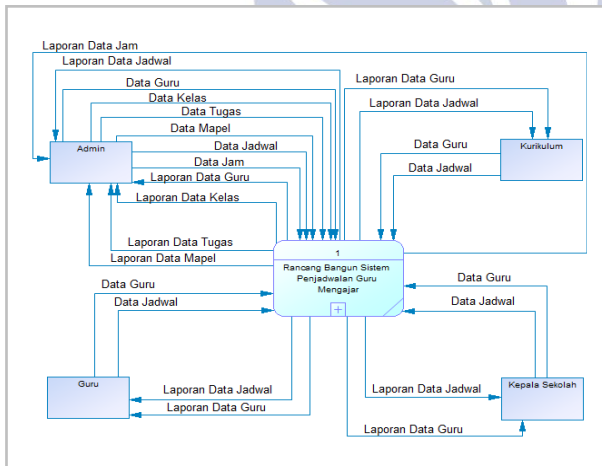 Laporan Data Jam
Laporan Data Jadwal
Data Guru
Data Kelas
Data Tugas
Data Mapel
Data Jadwal
Data Jam
Laporan Data Guru
Laporan Data Kelas
Laporan Data Tugas
Laporan Data Mapel
Admin
Laporan Data Guru
Laporan Data Jadwal
Data Guru
Data Jadwal
Kurikulum
1
Rancang Bangun Sistem
Penjadwalan Guru
Mengajar
Data Guru
Data Jadwal
Guru
Laporan Data Jadwal
Laporan Data Guru
Data Guru
Data Jadwal
Kepala Sekolah
Laporan Data Jadwal
Laporan Data Guru